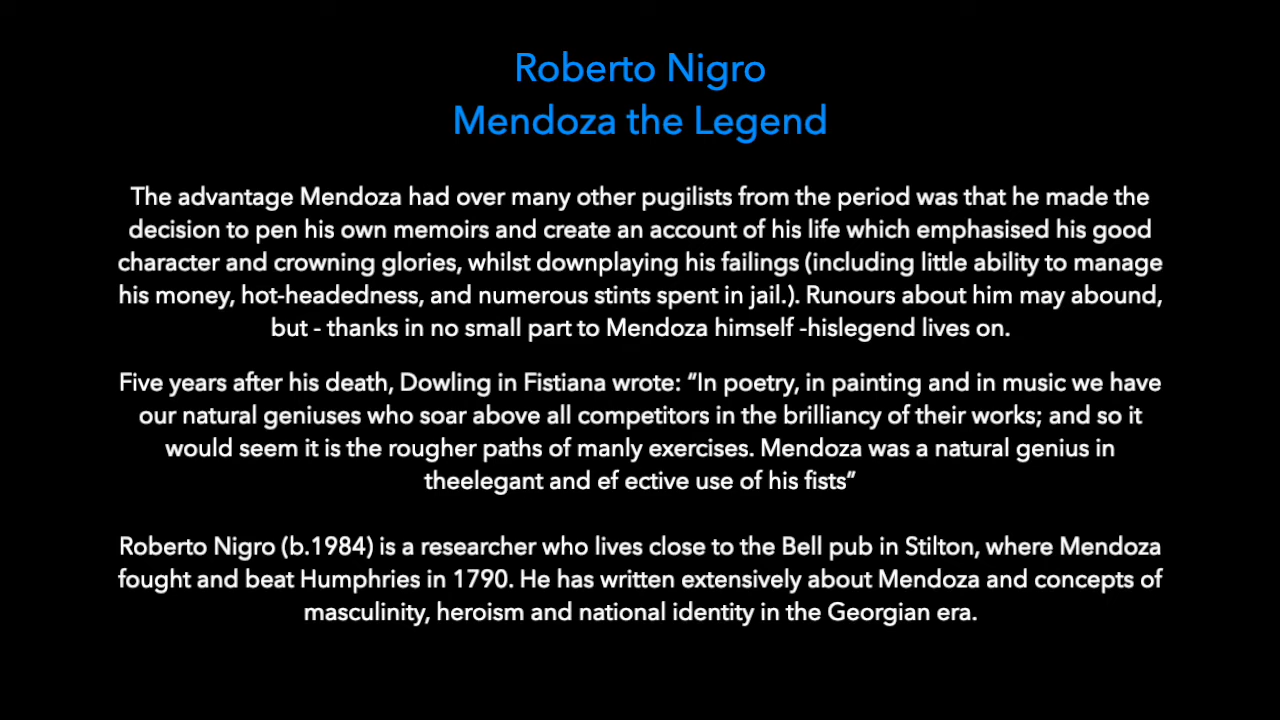 Roberto Nigro
Mendoza the Legend
The advantage Mendoza had over many other pugilists from the period was that he made the
decision to pen his own memoirs and create an account of his life which emphasised his good
character and crowning glories, whilst downplaying his failings (including little ability to manage
his money, hot-headedness, and numerous stints spent in jail.). Runours about him may abound,
but - thanks in no small part to Mendoza himself -hislegend lives on.
Five years after his death, Dowling in Fistiana wrote: “In poetry, in painting and in music we have
our natural geniuses who soar above all competitors in the brilliancy of their works; and so it
would seem it is the rougher paths of manly exercises. Mendoza was a natural genius in
theelegant and ef ective use of his fists”
Roberto Nigro (b.1984) is a researcher who lives close to the Bell pub in Stilton, where Mendoza
fought and beat Humphries in 1790. He has written extensively about Mendoza and concepts of
masculinity, heroism and national identity in the Georgian era.